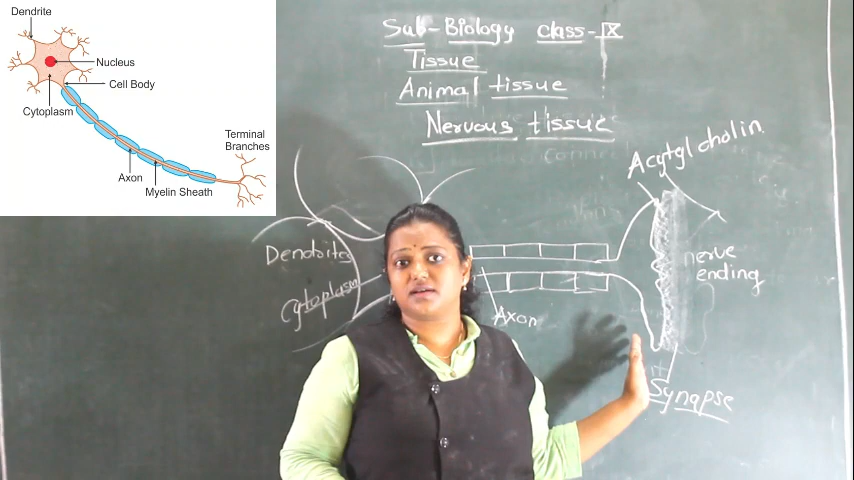 Dendrite
Nucleus
Cell Body
Cytoplasm
Terminal
Branches
Axon
Myelin Sheath
Sub-Biology class-IX
Tissue
Animal tissue
Nervous tissue
Acytylcholin
Dendrites
nerve
ending
Cytoplasm
Axon
Synapse